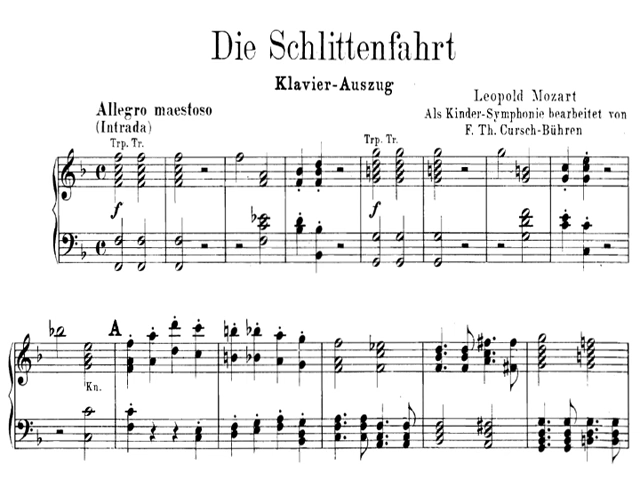 Die Schlittenfahrt
Klavier-Auszug
Leopold Mozart
Als Kinder-Symphonie bearbeitet von
F. Th. Cursch-Bühren
Allegro maestoso
(Intrada)
Trp. Tr.
Trp. Tr.
f
f
A
Kn.